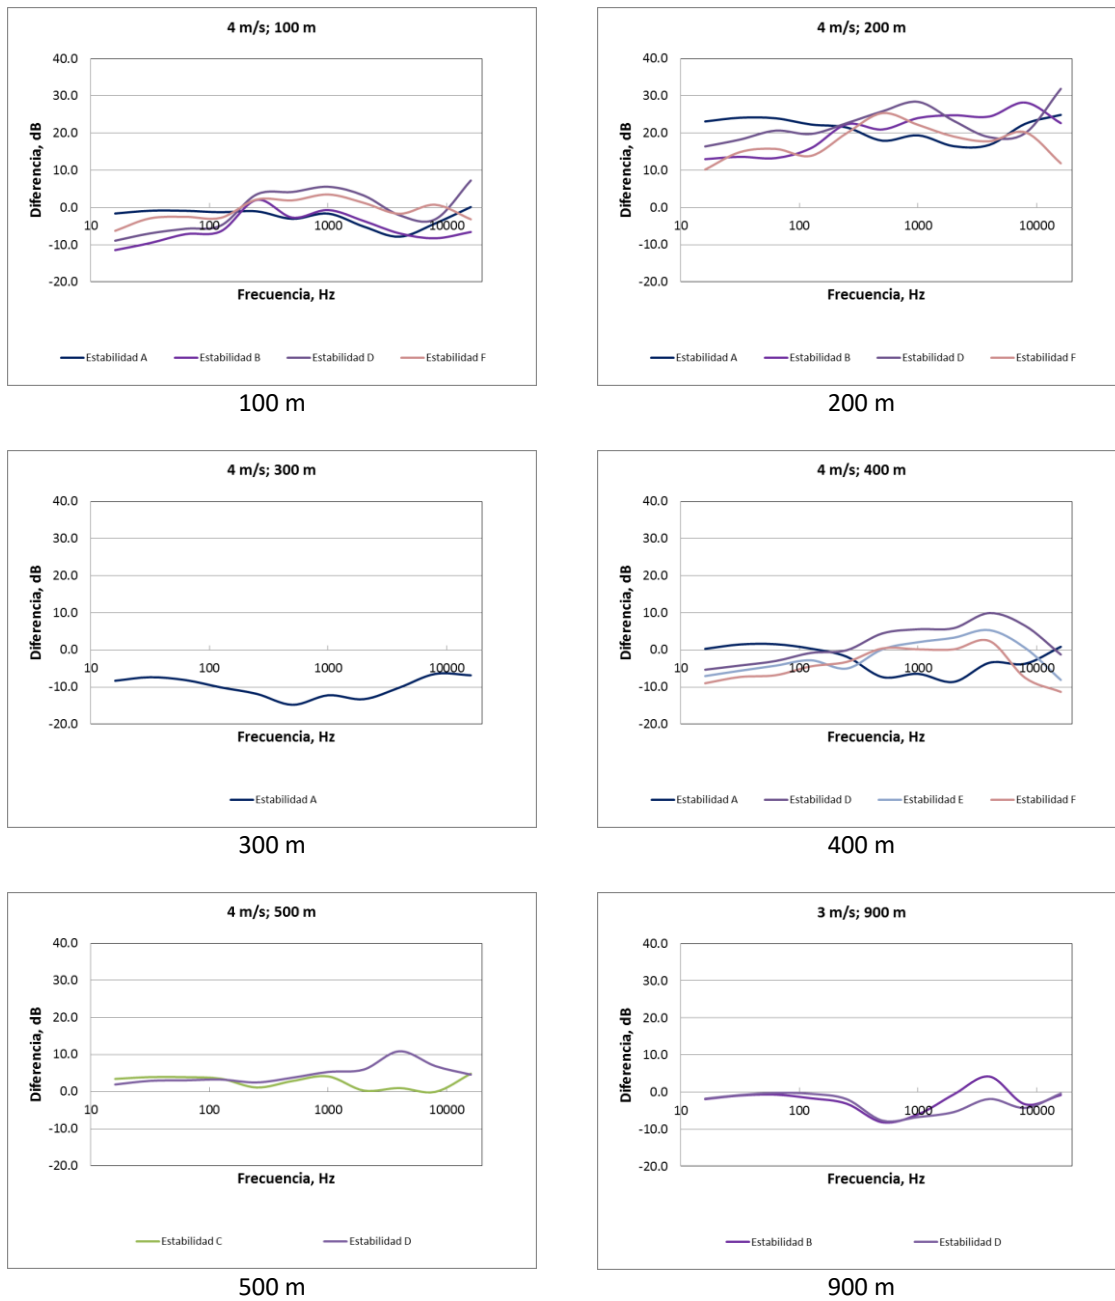 4 m/s; 100 m
40.0
30.0
20.0
10.0
0.0
-10.0
-20.0
10
100
1000
10000
Diferencia, dB
Frecuencia, Hz
Estabilidad A
Estabilidad B
Estabilidad D
Estabilidad F
100 m
4 m/s; 200 m
40.0
30.0
20.0
10.0
0.0
-10.0
-20.0
10
100
1000
10000
Diferencia, dB
Frecuencia, Hz
Estabilidad A
Estabilidad B
Estabilidad D
Estabilidad F
200 m
4 m/s; 300 m
40.0
30.0
20.0
10.0
0.0
-10.0
-20.0
10
100
1000
10000
Diferencia, dB
Frecuencia, Hz
Estabilidad A
300 m
4 m/s; 400 m
40.0
30.0
20.0
10.0
0.0
-10.0
-20.0
10
100
1000
10000
Diferencia, dB
Frecuencia, Hz
Estabilidad A
Estabilidad D
Estabilidad E
Estabilidad F
400 m
4 m/s; 500 m
40.0
30.0
20.0
10.0
0.0
-10.0
-20.0
10
100
1000
10000
Diferencia, dB
Frecuencia, Hz
Estabilidad C
Estabilidad D
500 m
3 m/s; 900 m
40.0
30.0
20.0
10.0
0.0
-10.0
-20.0
10
100
1000
10000
Diferencia, dB
Frecuencia, Hz
Estabilidad B
Estabilidad D
900 m